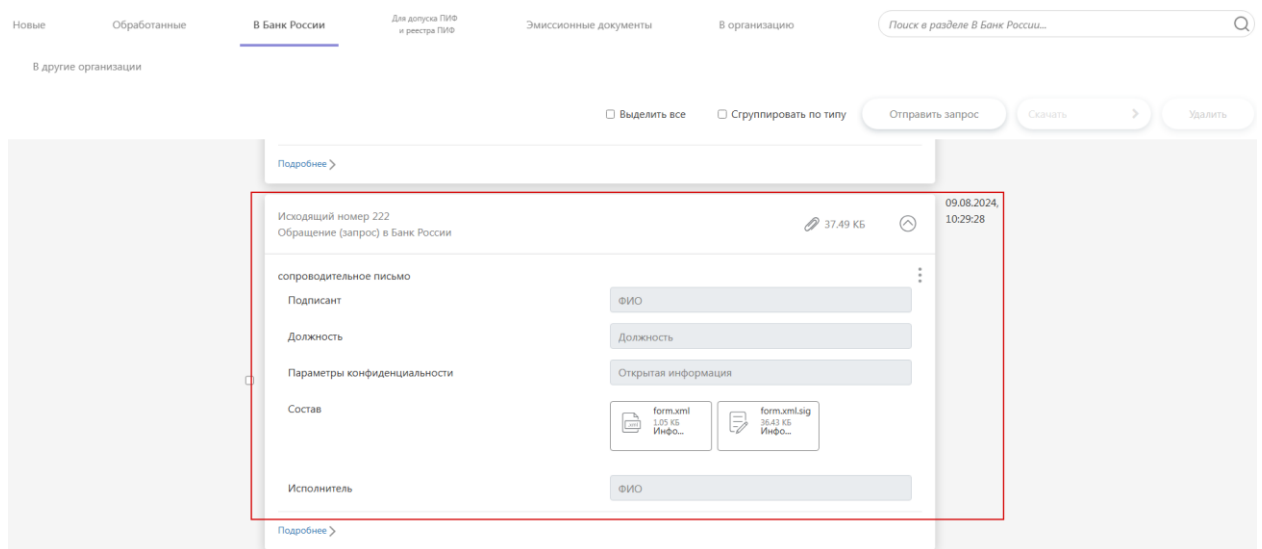 Новые
Обработанные
В Банк России
Для допуска ПИФ
и реестра ПИФ
Эмиссионные документы
В организацию
Поиск в разделе В Банк России...
В другие организации
Выделить все
Сгруппировать по типу
Отправить запрос
Скачать
Удалить
Подробнее
09.08.2024,
10:29:28
Исходящий номер 222
Обращение (запрос) в Банк России
37.49 КБ
сопроводительное письмо
Подписант
ФИО
Должность
Должность
Параметры конфиденциальности
Открытая информация
Состав
form.xml
1.05 КБ
Инфо...
form.xml.sig
36.43 КБ
Инфо...
Исполнитель
ФИО
Подробнее